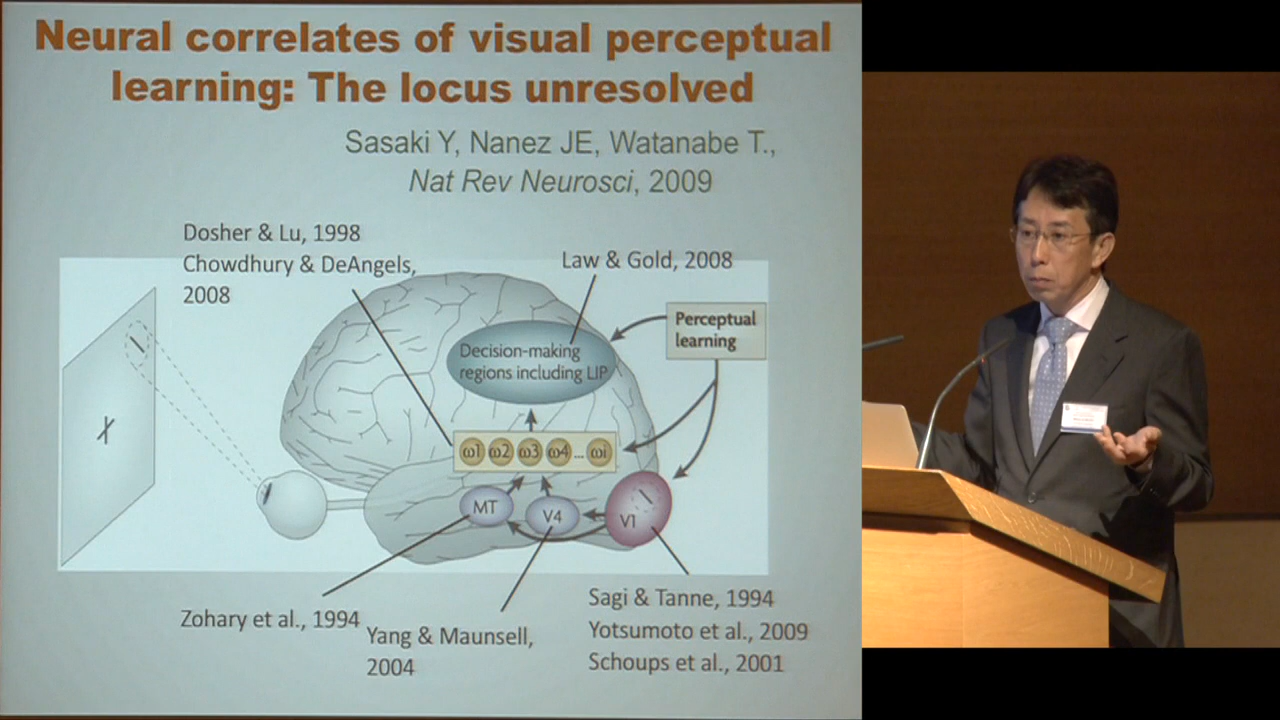 Neural correlates of visual perceptual
learning: The locus unresolved
Sasaki Y, Nanez JE, Watanabe T.,
Nat Rev Neurosci, 2009
Dosher & Lu, 1998
Chowdhury & DeAngels,
2008
Law & Gold, 2008
Perceptual
learning
Decision-making
regions including LIP
ω1 ω2 ω3 ω4 ... ωi
MT
V4
V1
Zohary et al., 1994
Yang & Maunsell,
2004
Sagi & Tanne, 1994
Yotsumoto et al., 2009
Schoups et al., 2001